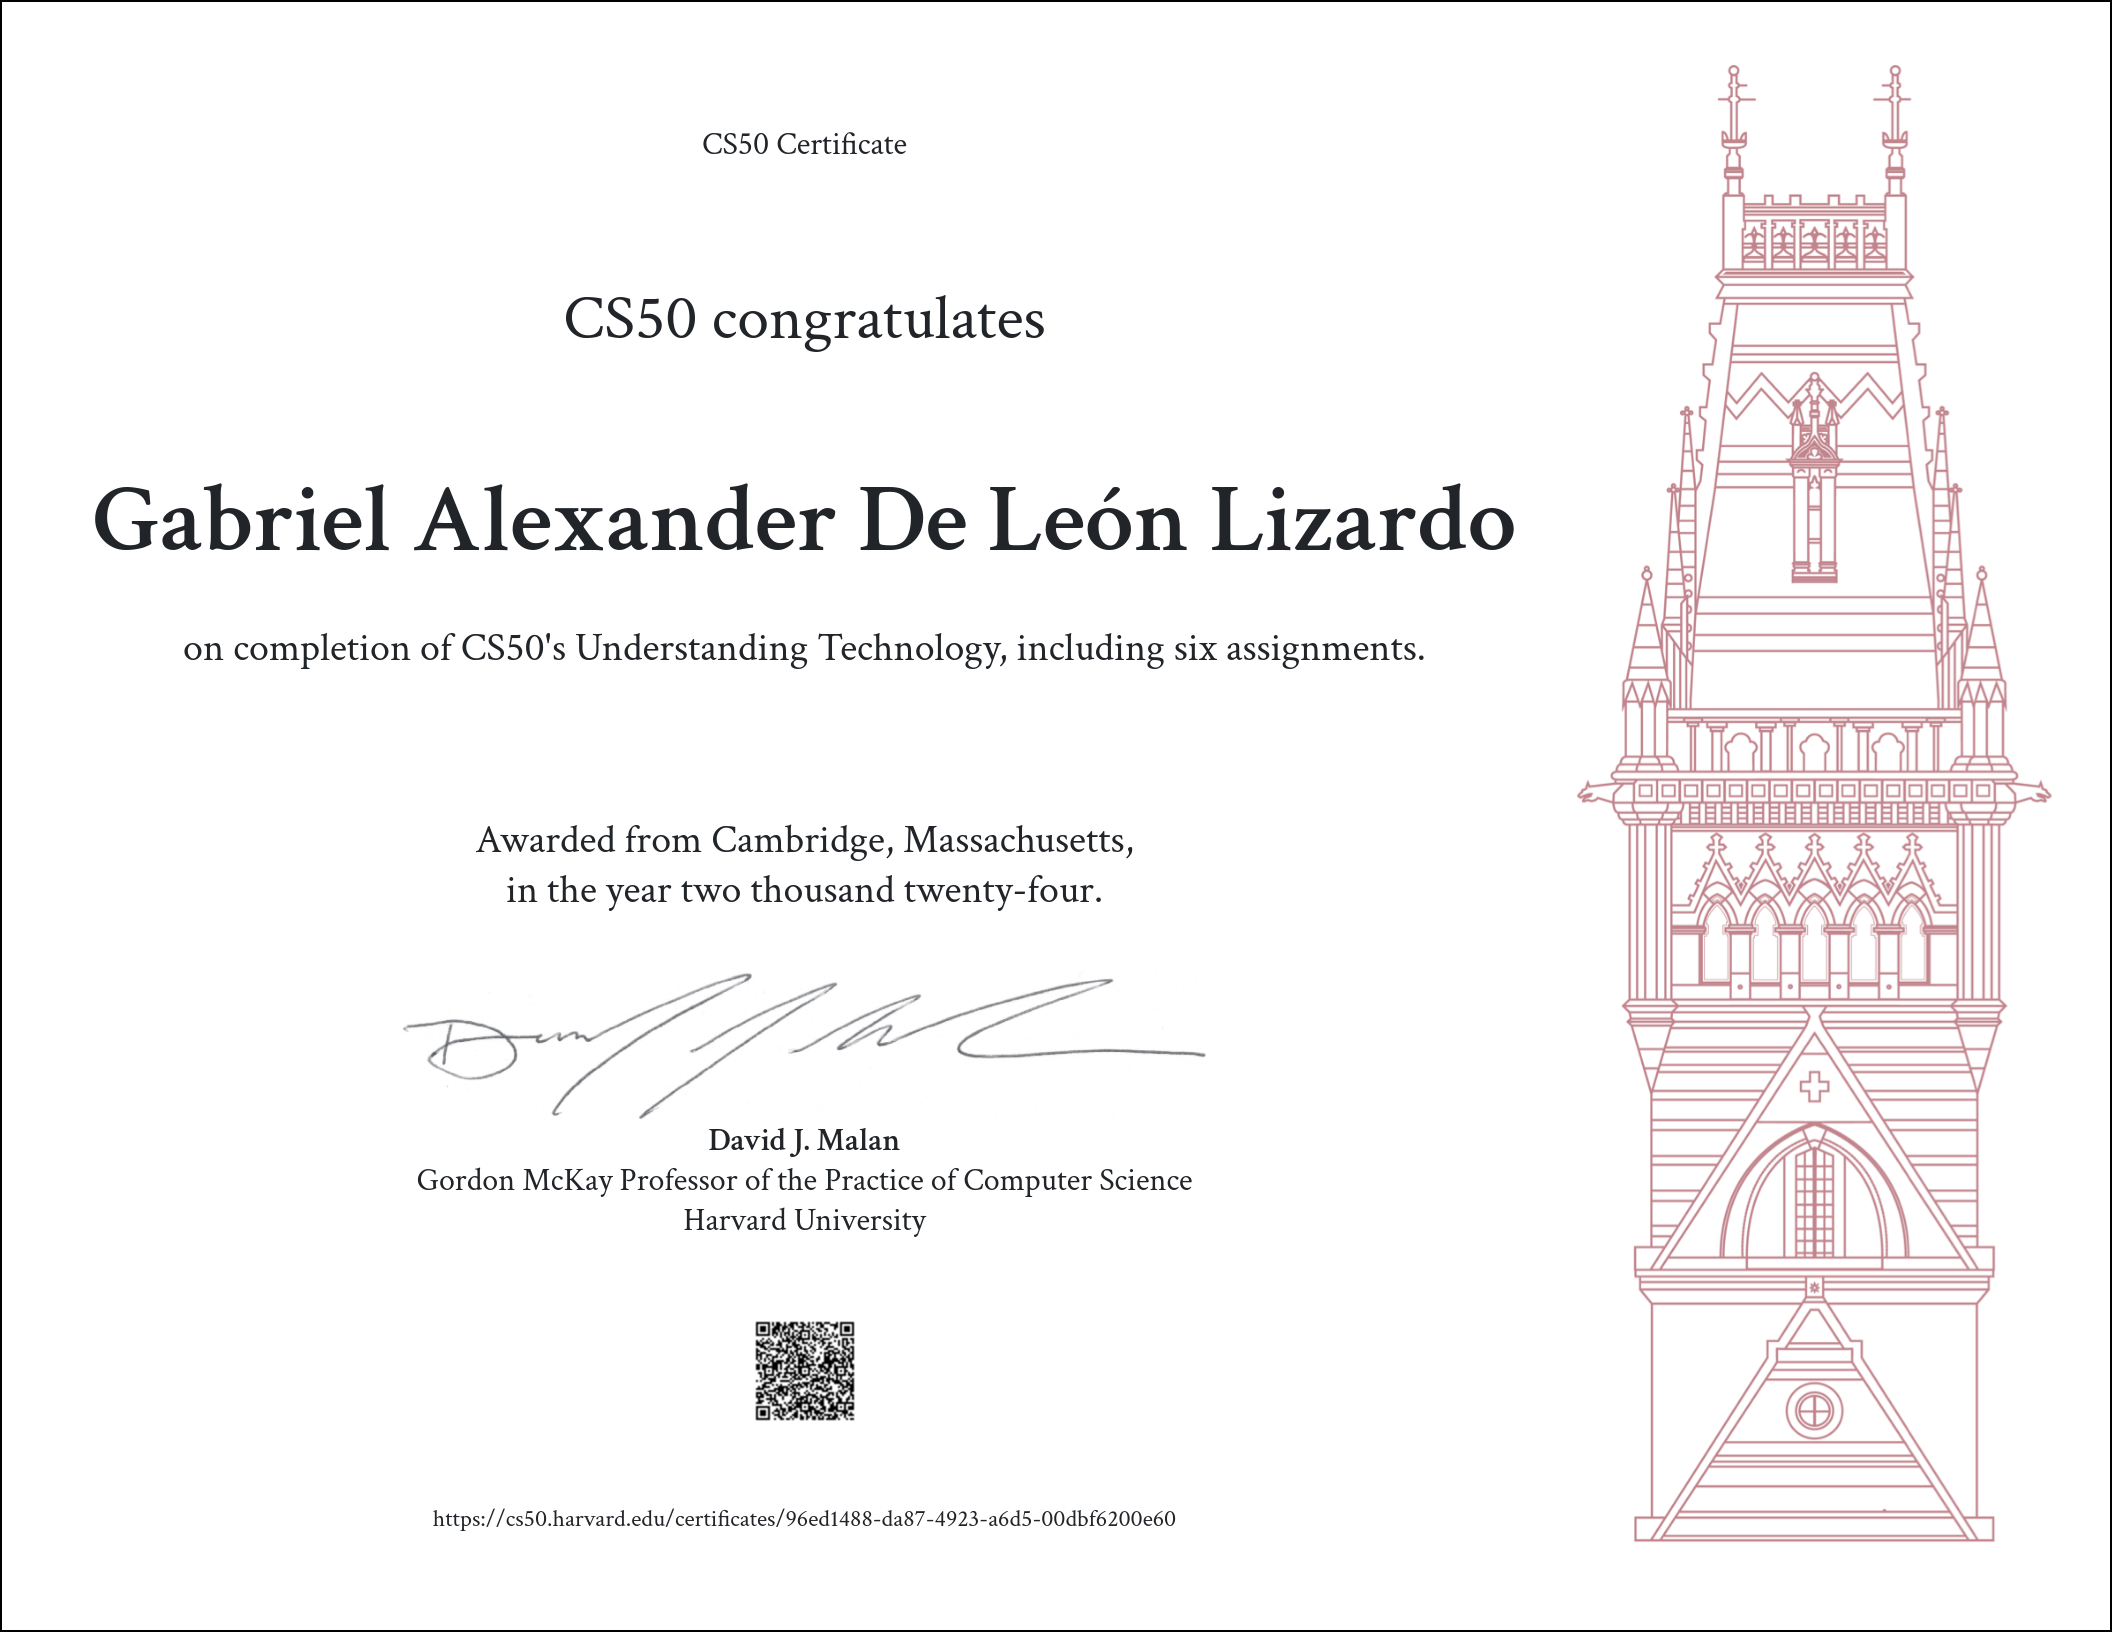 CS50 Certificate
CS50 congratulates
Gabriel Alexander De León Lizardo
on completion of CS50's Understanding Technology, including six assignments.
Awarded from Cambridge, Massachusetts,
in the year two thousand twenty-four.
David J. Malan
Gordon McKay Professor of the Practice of Computer Science
Harvard University
https://cs50.harvard.edu/certificates/96ed1488-da87-4923-a6d5-00dbf6200e60